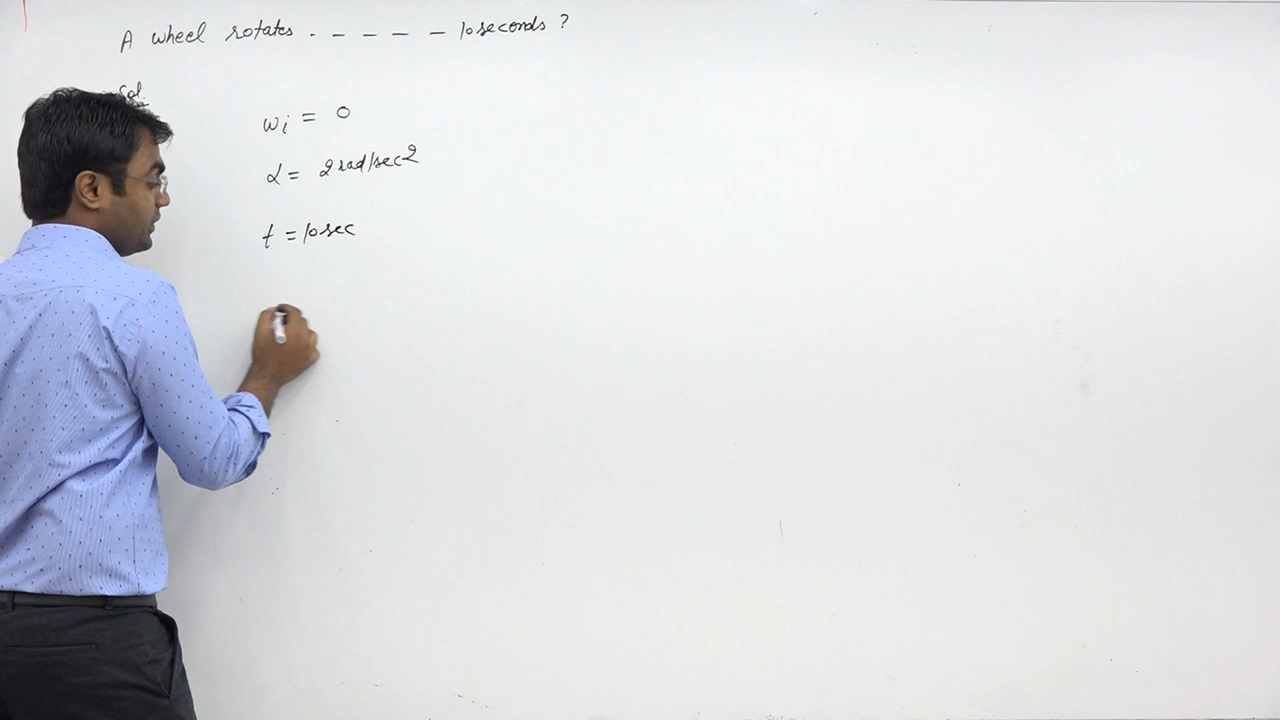 A wheel rotates . - - - - 10 seconds ?
Sol.
ωi = 0
α = 2 rad/sec2
t = 10 sec